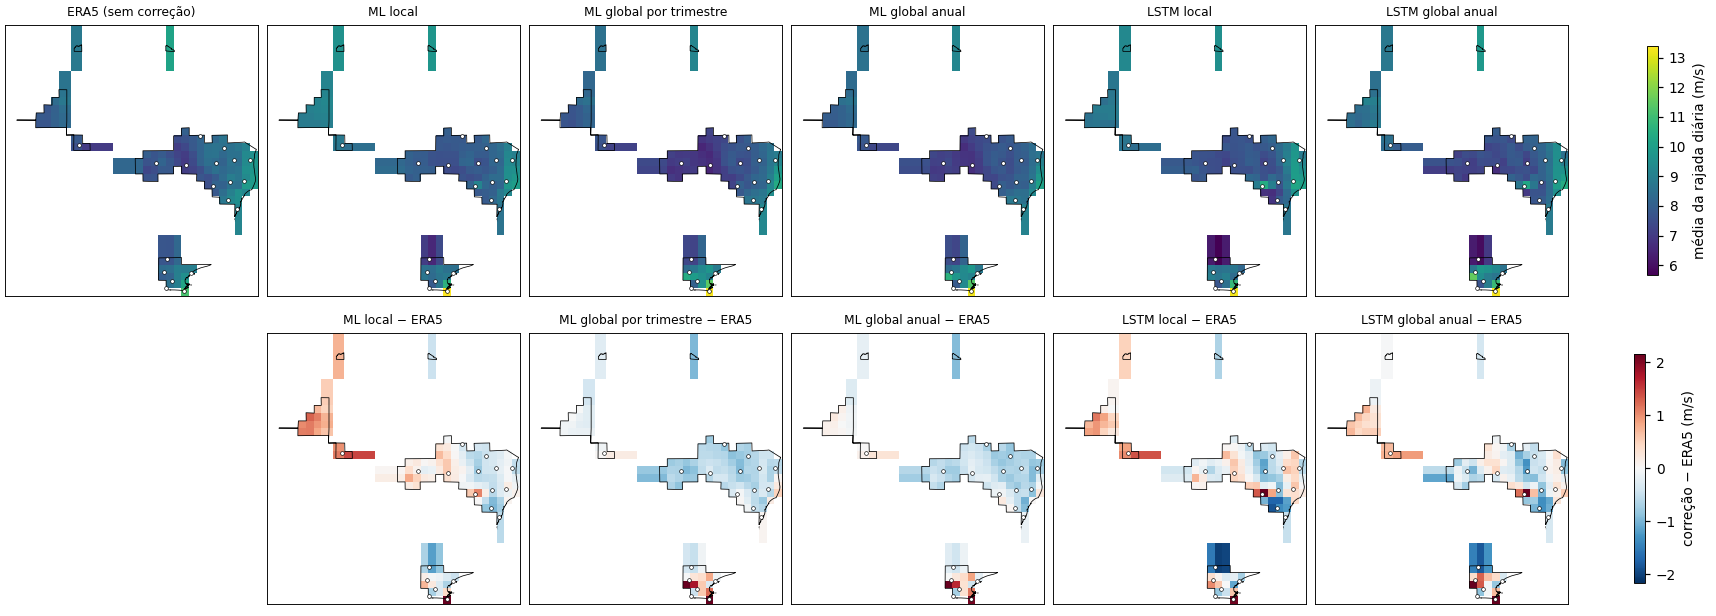 ERA5 (sem correção)
ML local
ML global por trimestre
ML global anual
LSTM local
LSTM global anual
13
12
11
10
9
8
7
6
média da rajada diária (m/s)
ML local − ERA5
ML global por trimestre − ERA5
ML global anual − ERA5
LSTM local − ERA5
LSTM global anual − ERA5
2
1
0
−1
−2
correção − ERA5 (m/s)